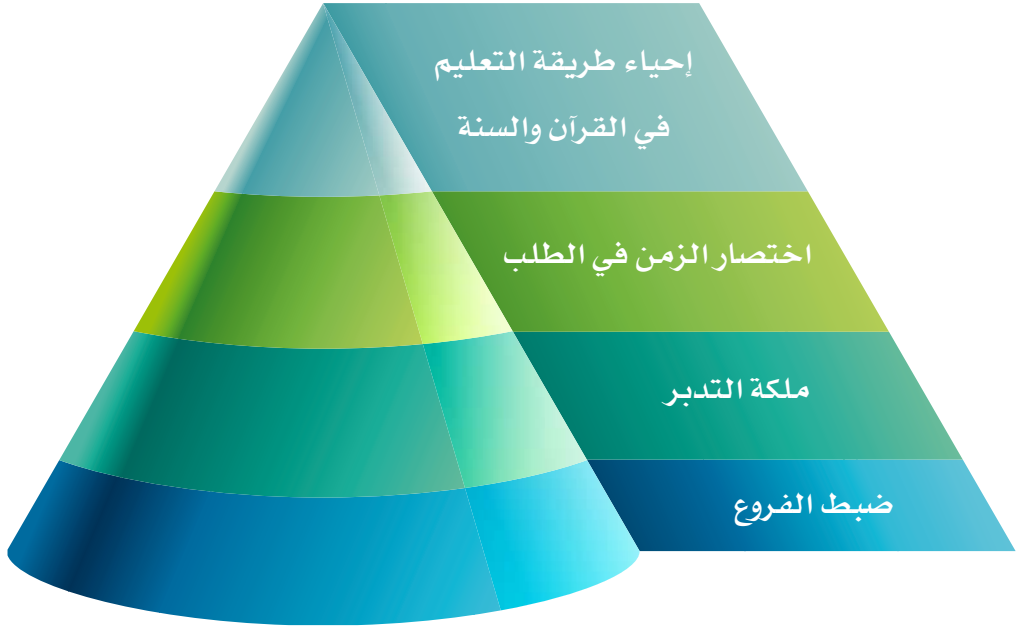 إحياء طريقة التعليم
في القرآن والسنة
اختصار الزمن في الطلب
ملكة التدبر
ضبط الفروع